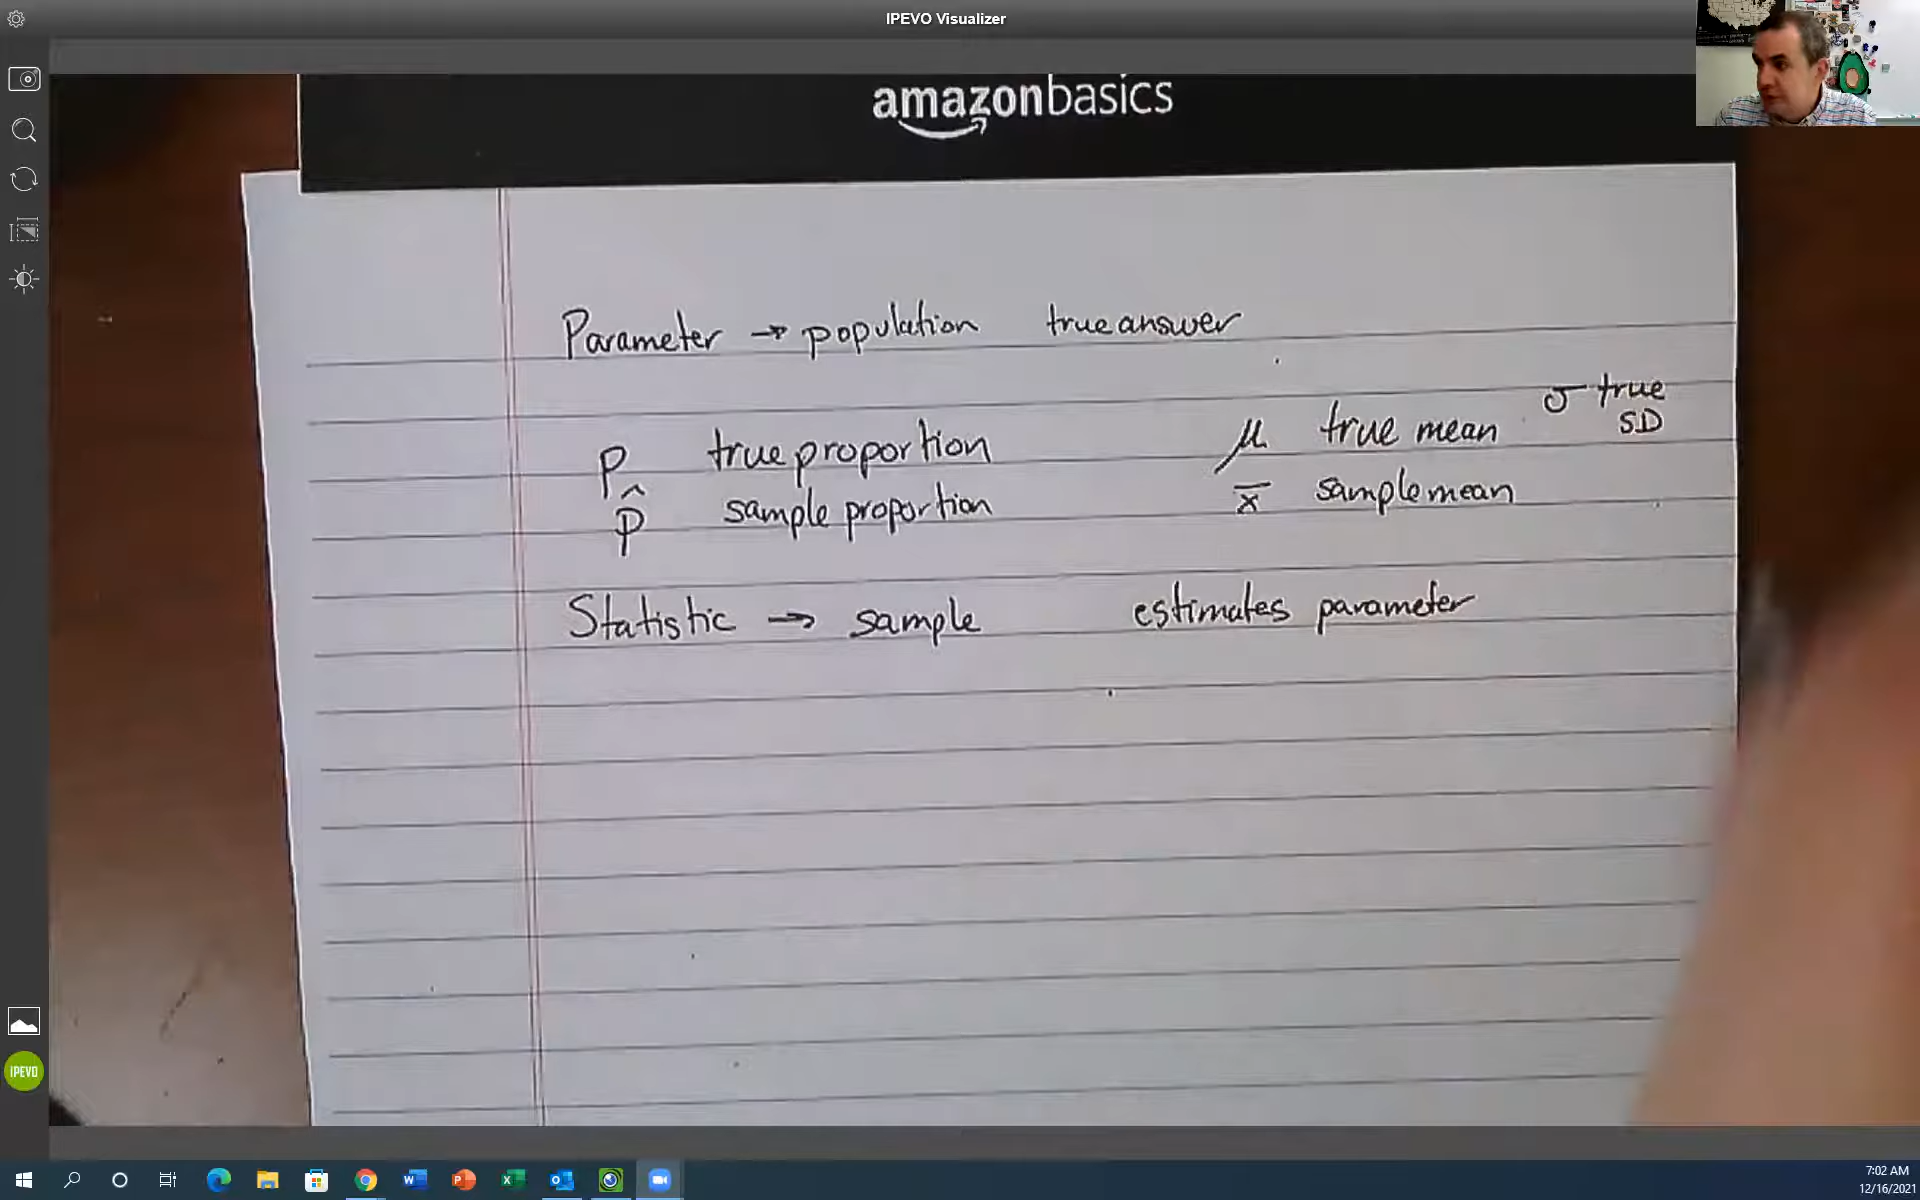 IPEVO Visualizer
amazonbasics
Parameter → population true answer
σ true
SD
p true proportion
μ true mean
p̂ sample proportion
x̄ sample mean
Statistic → sample estimates parameter
IPEVO
7:02 AM
12/16/2021